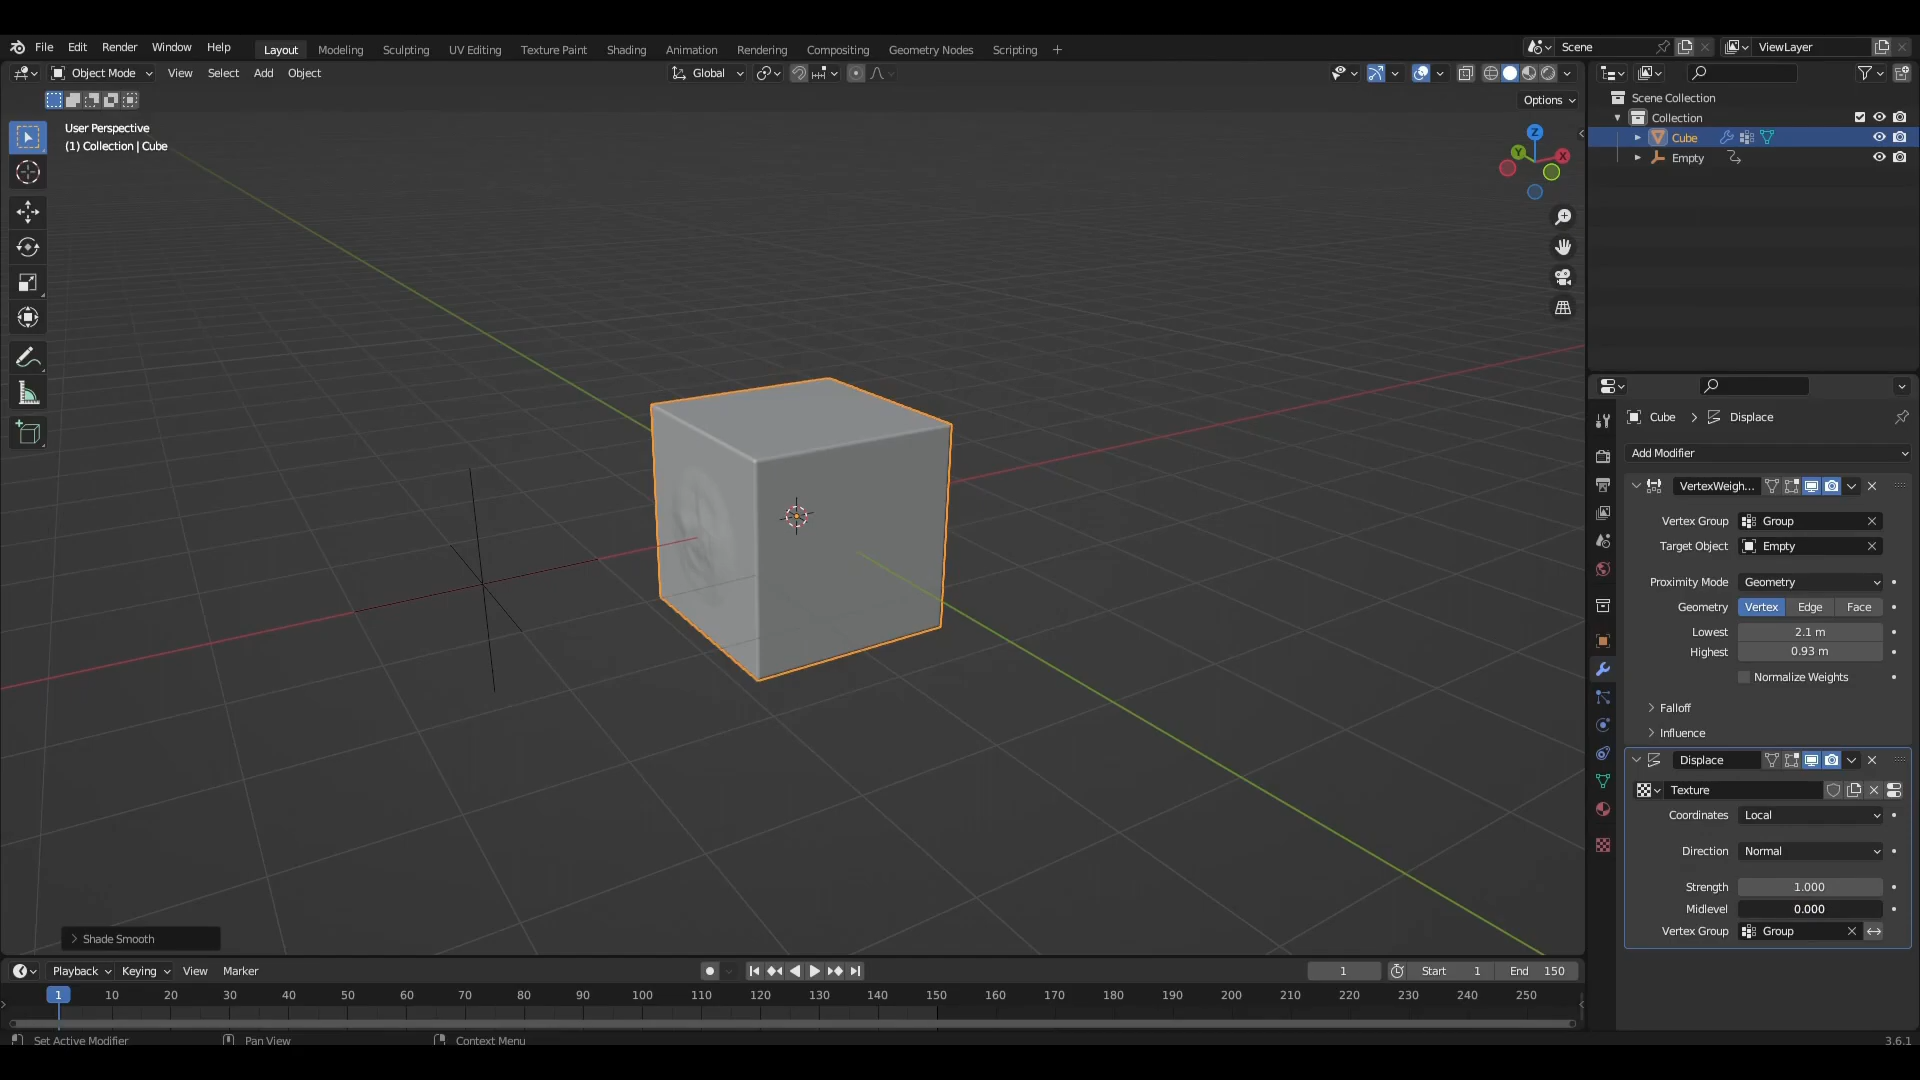 File Edit Render Window Help Layout Modeling Sculpting UV Editing Texture Paint Shading Animation Rendering Compositing Geometry Nodes Scripting + Scene ViewLayer
Object Mode View Select Add Object Global
Options
User Perspective
(1) Collection | Cube
Z
Y X
Scene Collection
Collection
Cube
Empty
Cube > Displace
Add Modifier
VertexWeigh...
Vertex Group Group
Target Object Empty
Proximity Mode Geometry
Geometry Vertex Edge Face
Lowest 2.1 m
Highest 0.93 m
Normalize Weights
Falloff
Influence
Displace
Texture
Coordinates Local
Direction Normal
Strength 1.000
Midlevel 0.000
Vertex Group Group
Shade Smooth
Playback Keying View Marker 1 Start 1 End 150
1 10 20 30 40 50 60 70 80 90 100 110 120 130 140 150 160 170 180 190 200 210 220 230 240 250
Set Active Modifier Pan View Context Menu 3.6.1